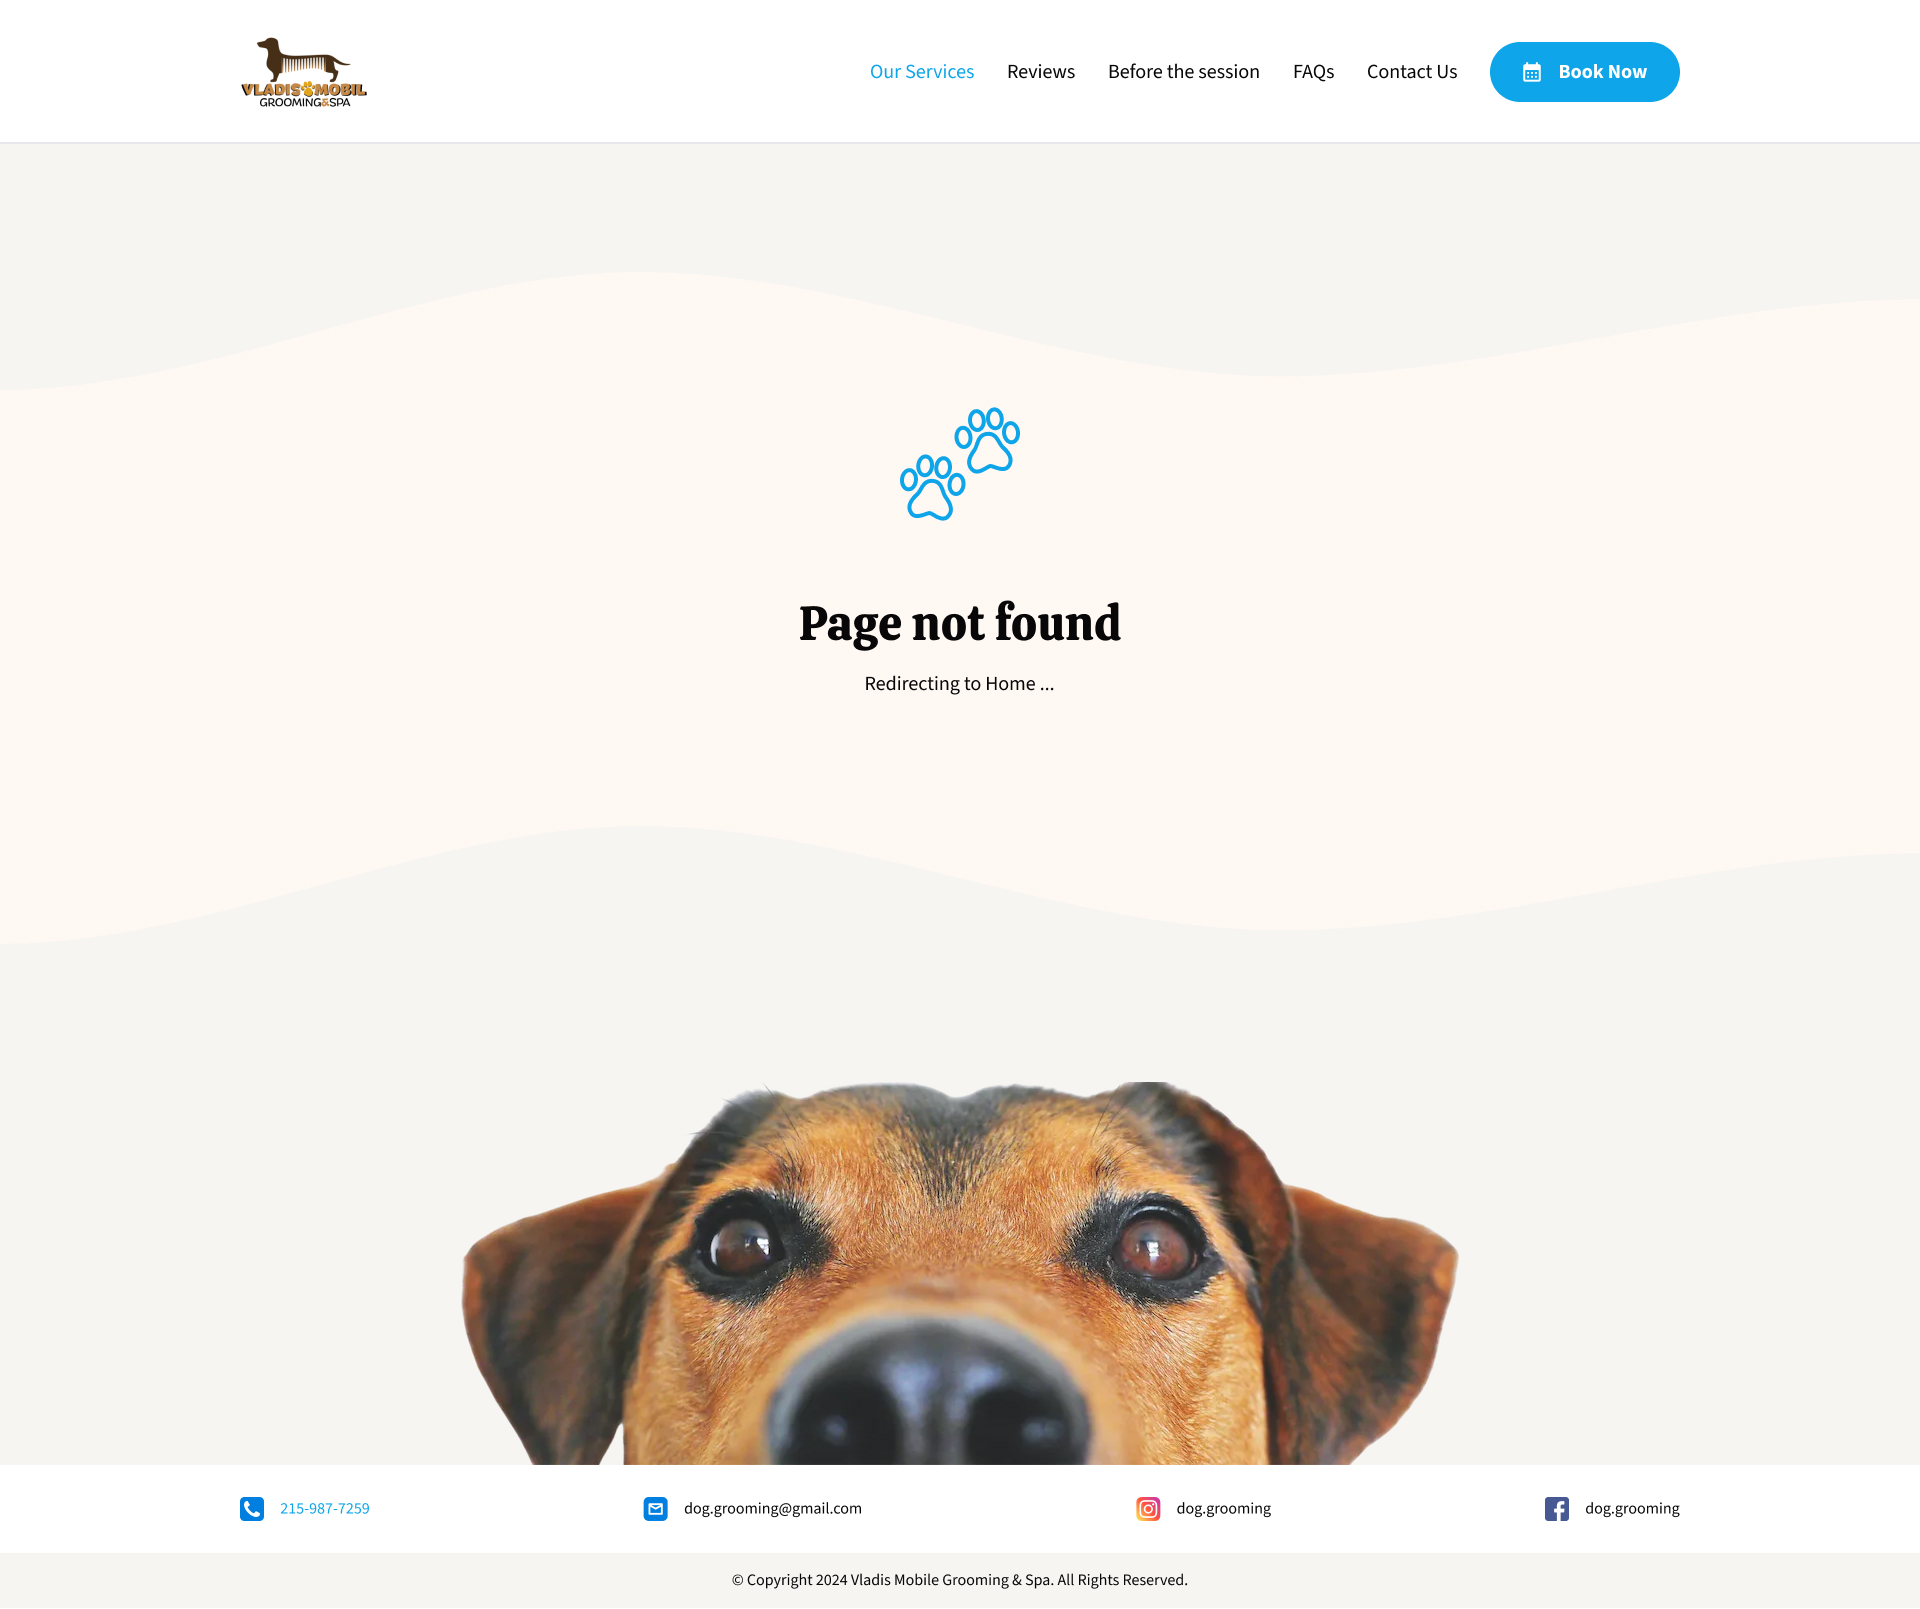 VLADIS MOBIL
GROOMING&SPA
Our Services
Reviews
Before the session
FAQs
Contact Us
Book Now
Page not found
Redirecting to Home ...
215-987-7259
dog.grooming@gmail.com
dog.grooming
dog.grooming
© Copyright 2024 Vladis Mobile Grooming & Spa. All Rights Reserved.